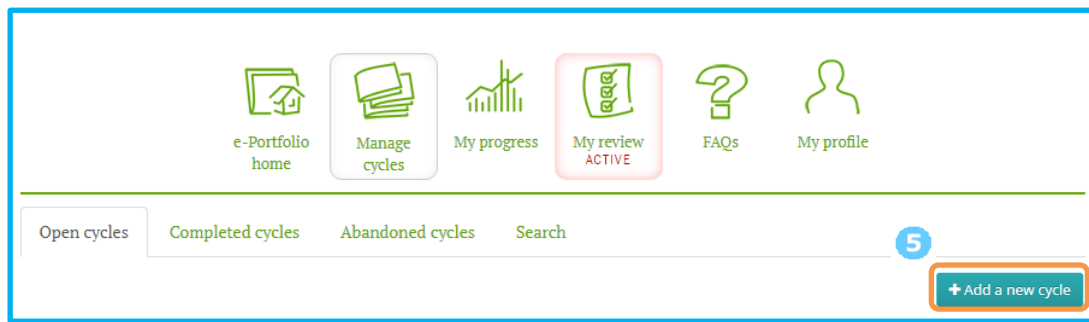 e-Portfolio
home
Manage
cycles
My progress
My review
ACTIVE
FAQs
My profile
Open cycles
Completed cycles
Abandoned cycles
Search
5
+ Add a new cycle